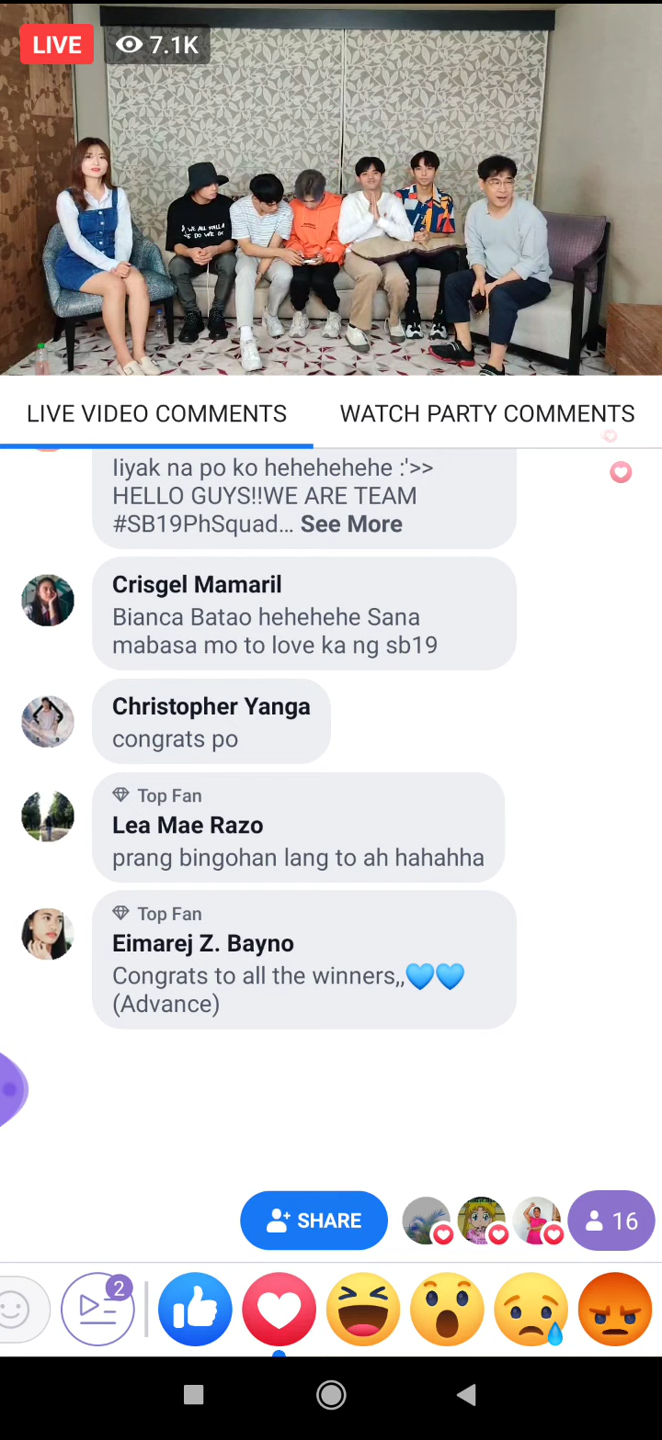 LIVE
7.1K
LIVE VIDEO COMMENTS
WATCH PARTY COMMENTS
Iiyak na po ko hehehehehe :'>>
HELLO GUYS!!WE ARE TEAM
#SB19PhSquad... See More
Crisgel Mamaril
Bianca Batao hehehehe Sana
mabasa mo to love ka ng sb19
Christopher Yanga
congrats po
Top Fan
Lea Mae Razo
prang bingohan lang to ah hahahha
Top Fan
Eimarej Z. Bayno
Congrats to all the winners,,💙💙
(Advance)
SHARE
16
2